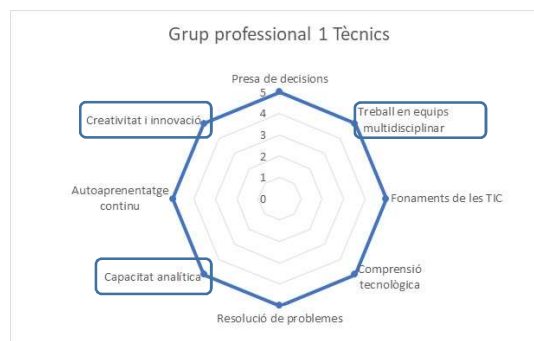 Grup professional 1 Tècnics
Presa de decisions
5
4
3
2
1
0
Treball en equips
multidisciplinar
Fonaments de les TIC
Comprensió
tecnològica
Resolució de problemes
Capacitat analítica
Autoaprenentatge
continu
Creativitat i innovació